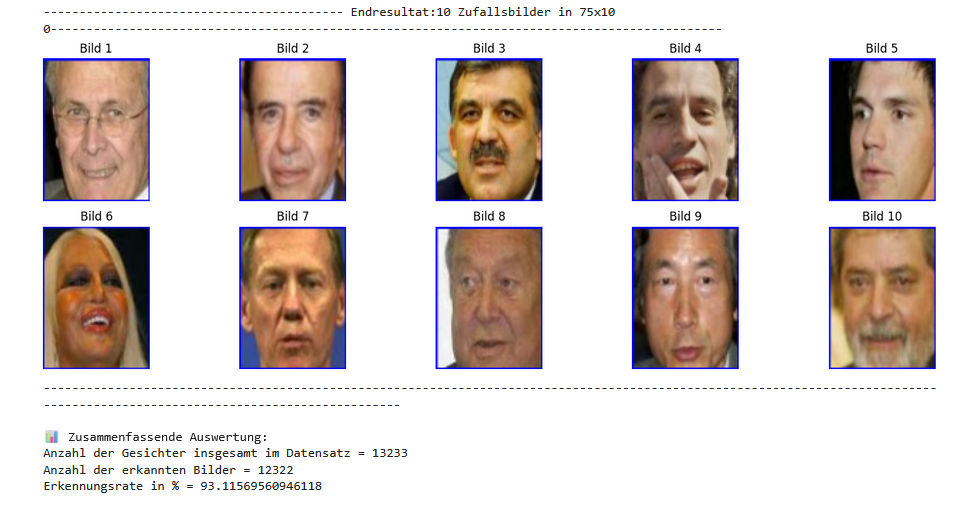 ------------------------------------------ Endresultat:10 Zufallsbilder in 75x10
0-----------------------------------------------------------------------------------------------
Bild 1 Bild 2 Bild 3 Bild 4 Bild 5
Bild 6 Bild 7 Bild 8 Bild 9 Bild 10
-----------------------------------------------------------------------------------------------------------------------------
--------------------------------------------------
📊 Zusammenfassende Auswertung:
Anzahl der Gesichter insgesamt im Datensatz = 13233
Anzahl der erkannten Bilder = 12322
Erkennungsrate in % = 93.11569560946118